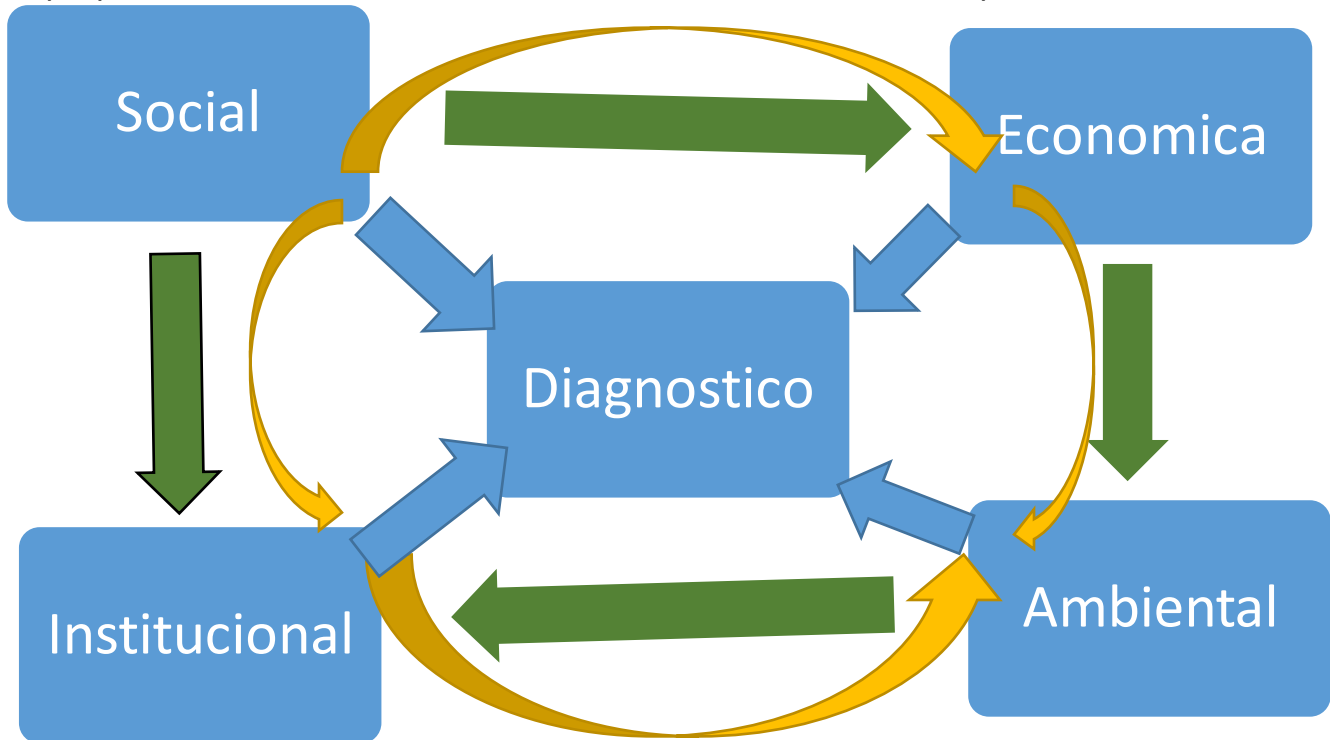 Social
Economica
Diagnostico
Institucional
Ambiental